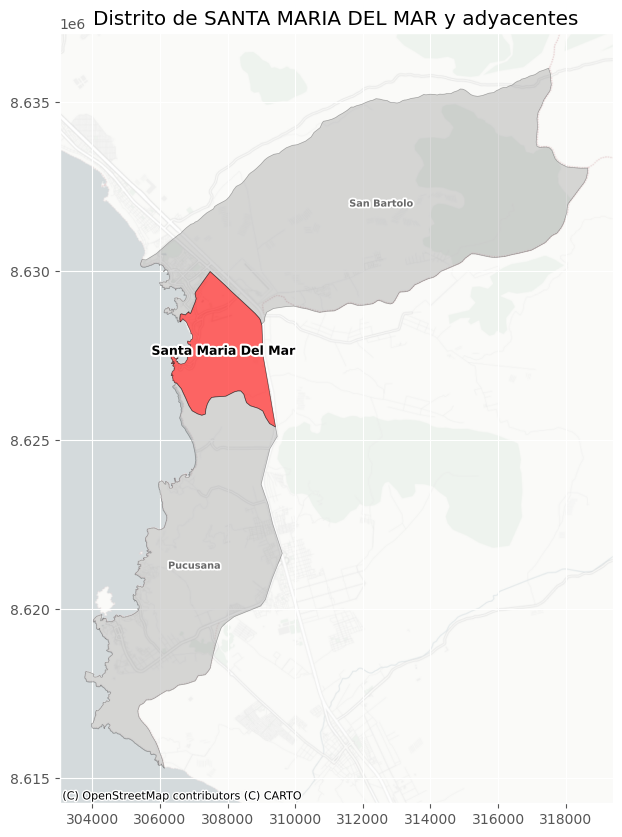 Distrito de SANTA MARIA DEL MAR y adyacentes
1e6
8.635
San Bartolo
8.630
Santa Maria Del Mar
8.625
Pucusana
8.620
8.615
(C) OpenStreetMap contributors (C) CARTO
304000 306000 308000 310000 312000 314000 316000 318000